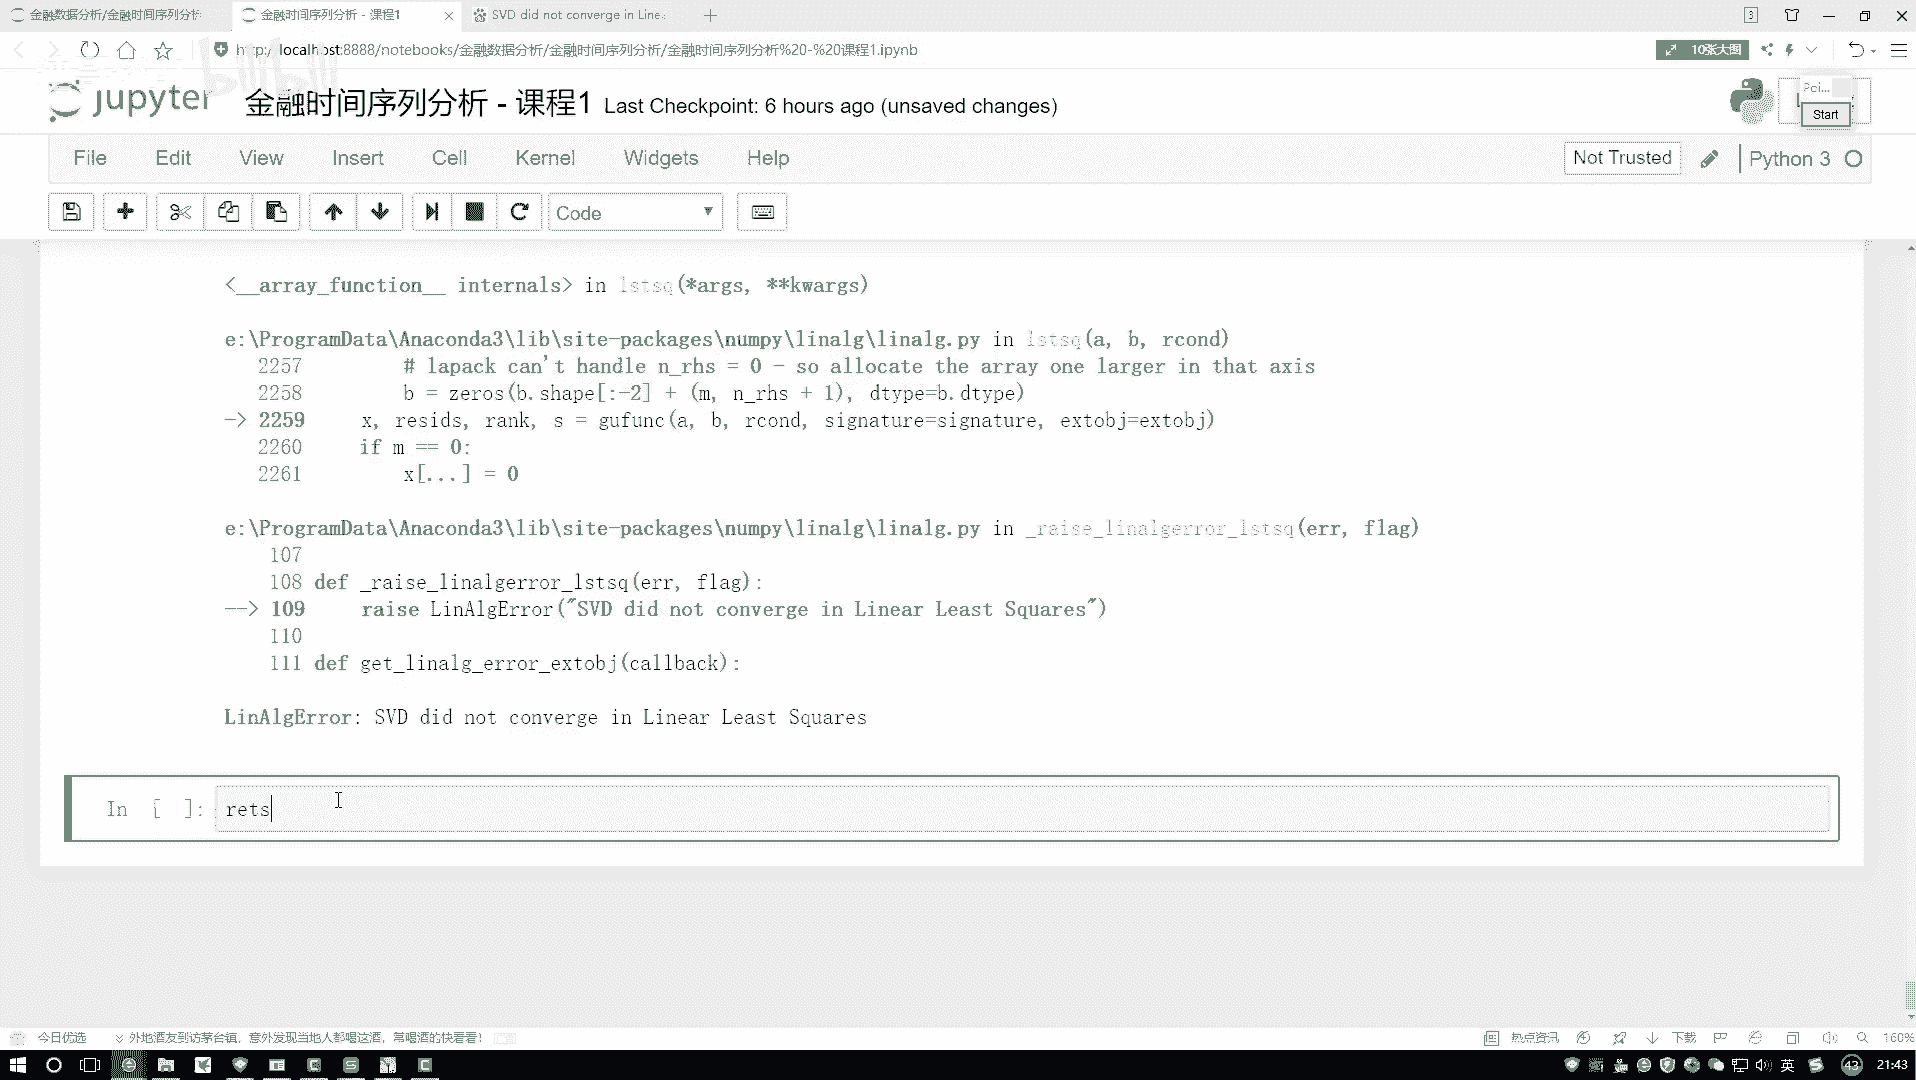 金融数据分析/金融时间序列分析
金融时间序列分析 - 课程1
SVD did not converge in Line
3
http://localhost:8888/notebooks/金融数据分析/金融时间序列分析/金融时间序列分析%20-%20课程1.ipynb
10张大图
jupyter
金融时间序列分析 - 课程1 Last Checkpoint: 6 hours ago (unsaved changes)
Poi...
Start
File Edit View Insert Cell Kernel Widgets Help
Not Trusted
Python 3
Code
<__array_function__ internals> in lstsq(*args, **kwargs)
e:\ProgramData\Anaconda3\lib\site-packages\numpy\linalg\linalg.py in lstsq(a, b, rcond)
2257 # lapack can't handle n_rhs = 0 - so allocate the array one larger in that axis
2258 b = zeros(b.shape[:-2] + (m, n_rhs + 1), dtype=b.dtype)
-> 2259 x, resids, rank, s = gufunc(a, b, rcond, signature=signature, extobj=extobj)
2260 if m == 0:
2261 x[...] = 0
e:\ProgramData\Anaconda3\lib\site-packages\numpy\linalg\linalg.py in _raise_linalgerror_lstsq(err, flag)
107
108 def _raise_linalgerror_lstsq(err, flag):
--> 109 raise LinAlgError("SVD did not converge in Linear Least Squares")
110
111 def get_linalg_error_extobj(callback):
LinAlgError: SVD did not converge in Linear Least Squares
In [ ]: rets
今日优选
外地酒友到访茅台镇，意外发现当地人都喝这酒，常喝酒的快看看！
热点资讯
下载
160%
英
43
21:43